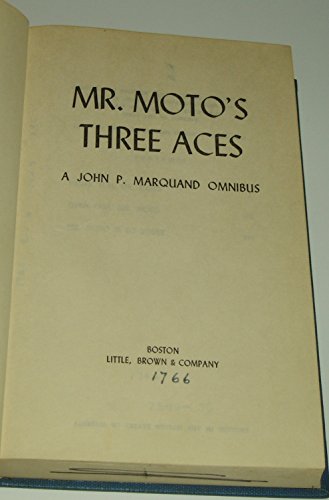 MR. MOTO'S
THREE ACES
A JOHN P. MARQUAND OMNIBUS
BOSTON
LITTLE, BROWN & COMPANY
1766